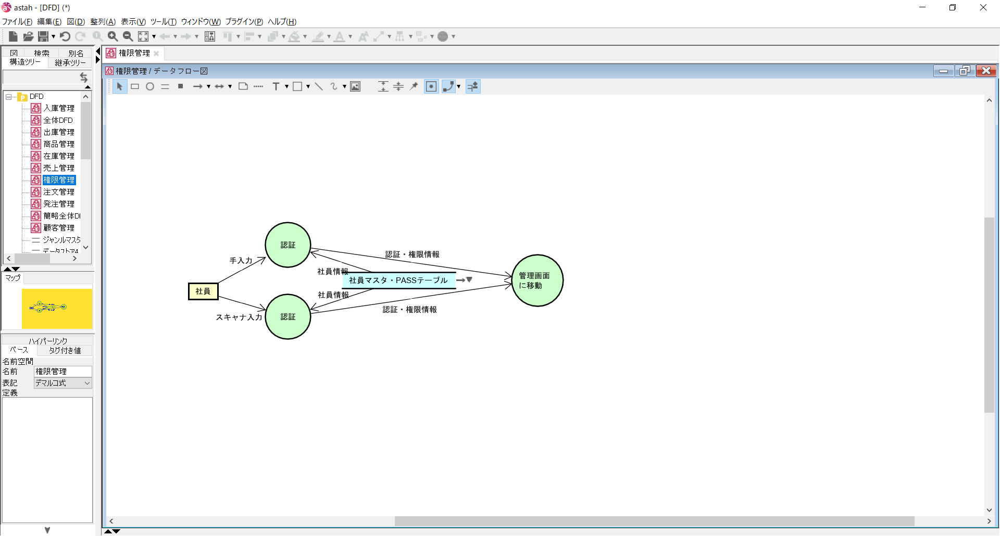 astah - [DFD] (*)
ファイル(F) 編集(E) 図(D) 整列(A) 表示(V) ツール(T) ウィンドウ(W) プラグイン(P) ヘルプ(H)
図 検索 別名
構造ツリー 継承ツリー
DFD
入庫管理
全体DFD
出庫管理
商品管理
在庫管理
売上管理
権限管理
注文管理
発注管理
簡略全体D
顧客管理
ジャンルマスタ
データストア4
マップ
ハイパーリンク
ベース タグ付き値
名前空間
名前 権限管理
表記 デマルコ式
定義
権限管理
権限管理 / データフロー図
認証
手入力
認証・権限情報
社員情報
管理画面
に移動
社員マスタ・PASSテーブル
社員
社員情報
認証・権限情報
スキャナ入力
認証